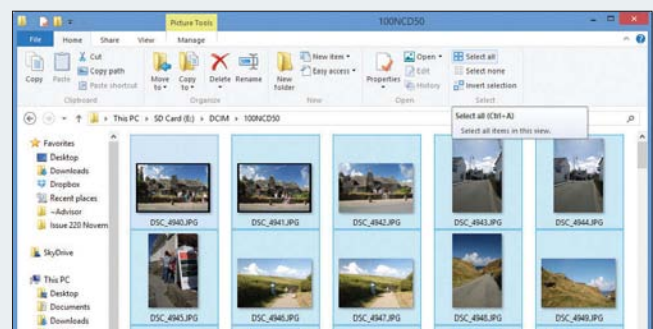 Picture Tools
100NCD50
File Home Share View Manage
Copy
Paste
Cut
Copy path
Paste shortcut
Clipboard
Move to
Copy to
Delete
Rename
Organize
New folder
New item
Easy access
New
Properties
Open
Edit
History
Open
Select all
Select none
Invert selection
Select
This PC SD Card (E:) DCIM 100NCD50
Select all (Ctrl+A)
Select all items in this view.
Favorites
Desktop
Downloads
Dropbox
Recent places
~Advisor
Issue 220 Novem
SkyDrive
This PC
Desktop
Documents
Downloads
DSC_4940.JPG DSC_4941.JPG DSC_4942.JPG DSC_4943.JPG DSC_4944.JPG
DSC_4945.JPG DSC_4946.JPG DSC_4947.JPG DSC_4948.JPG DSC_4949.JPG